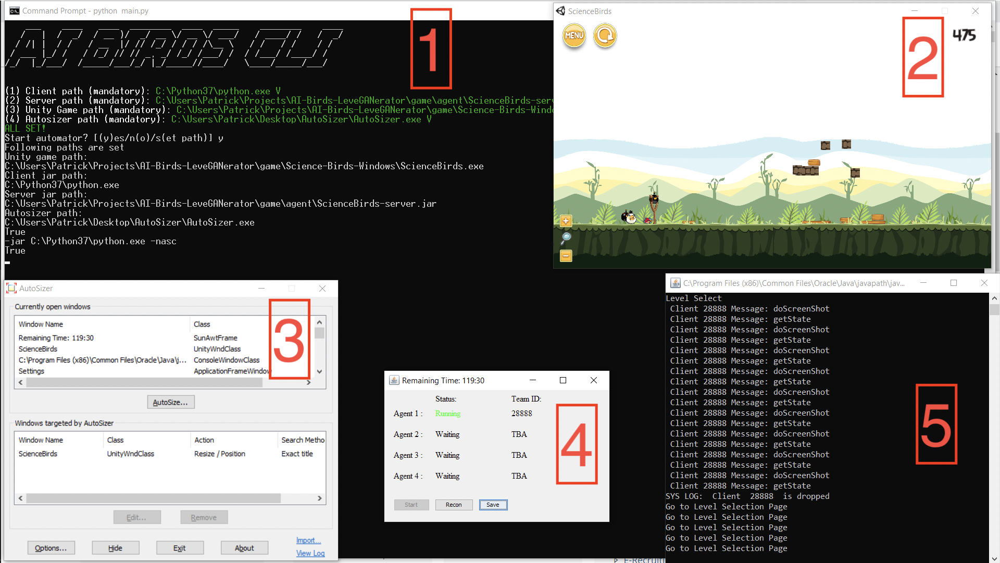 Command Prompt - python  main.py
1
AI BIRDS CLI
(1) Client path (mandatory): C:\Python37\python.exe V
(2) Server path (mandatory): C:\Users\Patrick\Projects\AI-Birds-LeveGANerator\game\agent\ScienceBirds-ser
(3) Unity Game path (mandatory): C:\Users\Patrick\Projects\AI-Birds-LeveGANerator\game\Science-Birds-Wind
(4) Autosizer path (mandatory): C:\Users\Patrick\Desktop\AutoSizer\AutoSizer.exe V
ALL SET!
Start automator? [(y)es/n(o)/s(et path)] y
Following paths are set
Unity game path:
C:\Users\Patrick\Projects\AI-Birds-LeveGANerator\game\Science-Birds-Windows\ScienceBirds.exe
Client jar path:
C:\Python37\python.exe
Server jar path:
C:\Users\Patrick\Projects\AI-Birds-LeveGANerator\game\agent\ScienceBirds-server.jar
Autosizer path:
C:\Users\Patrick\Desktop\AutoSizer\AutoSizer.exe
True
-jar C:\Python37\python.exe -nasc
True
ScienceBirds
MENU
2
475
AutoSizer
Currently open windows
3
Window Name Class
Remaining Time: 119:30 SunAwtFrame
ScienceBirds UnityWndClass
C:\Program Files (x86)\Common Files\Oracle\Java\j... ConsoleWindowClass
Settings ApplicationFrameWindow
AutoSize...
Windows targeted by AutoSizer
Window Name Class Action Search Metho
ScienceBirds UnityWndClass Resize / Position Exact title
Edit... Remove
Import...
Options... Hide Exit About
View Log
Remaining Time: 119:30
Status: Team ID:
Agent 1 : Running 28888
Agent 2 : Waiting TBA
Agent 3 : Waiting TBA
Agent 4 : Waiting TBA
4
Start Recon Save
C:\Program Files (x86)\Common Files\Oracle\Java\javapath\jav...
Level Select
Client 28888 Message: doScreenShot
Client 28888 Message: getState
Client 28888 Message: doScreenShot
Client 28888 Message: getState
Client 28888 Message: doScreenShot
Client 28888 Message: getState
Client 28888 Message: doScreenShot
Client 28888 Message: getState
Client 28888 Message: doScreenShot
Client 28888 Message: getState
Client 28888 Message: doScreenShot
Client 28888 Message: getState
Client 28888 Message: doScreenShot
Client 28888 Message: getState
Client 28888 Message: doScreenShot
Client 28888 Message: getState
Client 28888 Message: doScreenShot
Client 28888 Message: getState
SYS LOG:  Client  28888  is dropped
Go to Level Selection Page
Go to Level Selection Page
Go to Level Selection Page
Go to Level Selection Page
Go to Level Selection Page
5
E-Recruiti